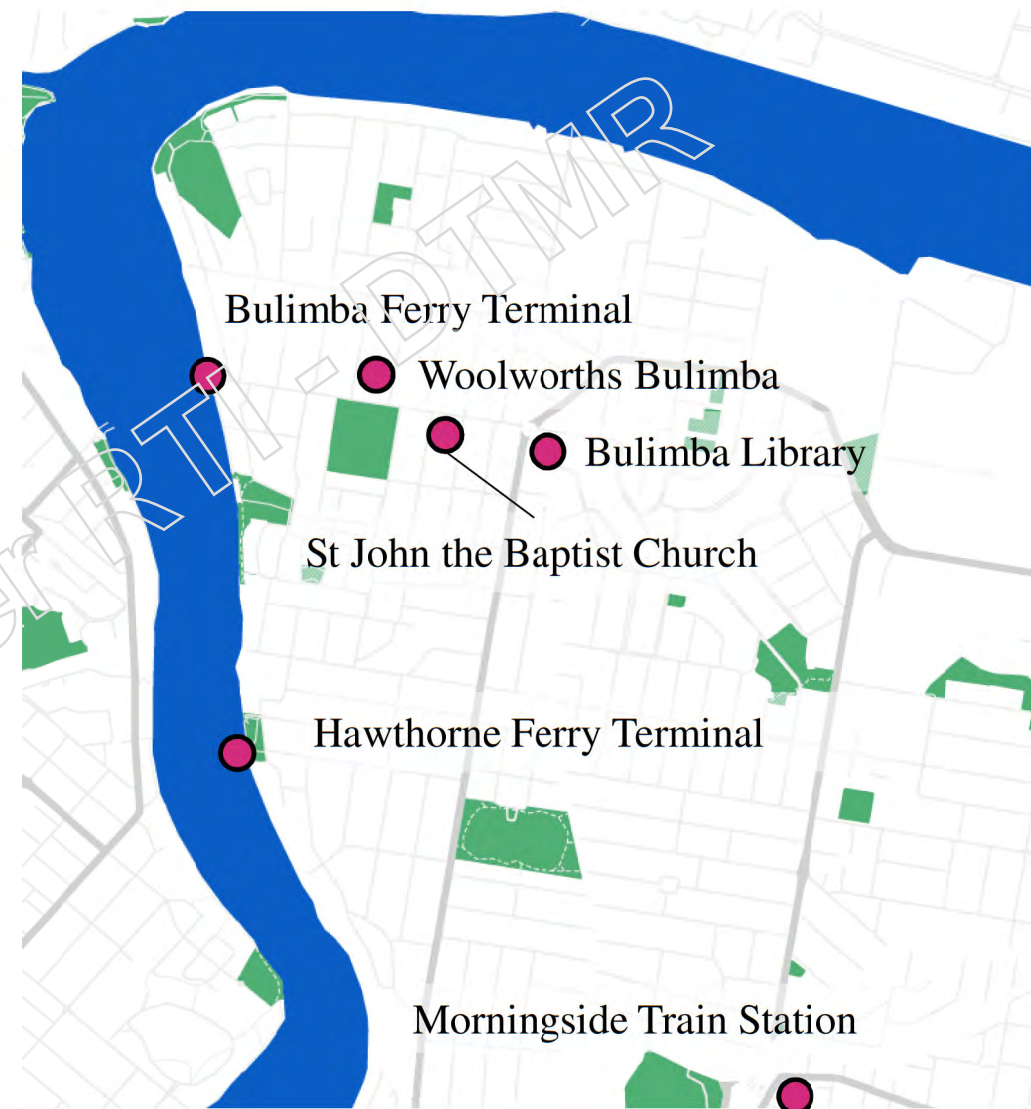 Bulimba Ferry Terminal
Woolworths Bulimba
Bulimba Library
St John the Baptist Church
Hawthorne Ferry Terminal
Morningside Train Station
RTI - DTMR